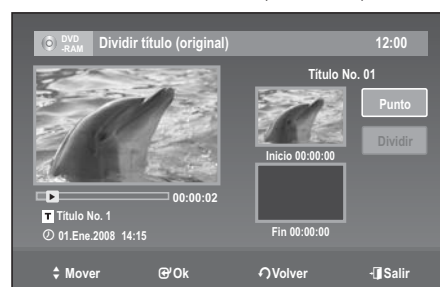 DVD
-RAM
Dividir título (original)
12:00
Título No. 01
Punto
Dividir
Inicio 00:00:00
00:00:02
T Título No. 1
01.Ene.2008 14:15
Fin 00:00:00
Mover
Ok
Volver
Salir